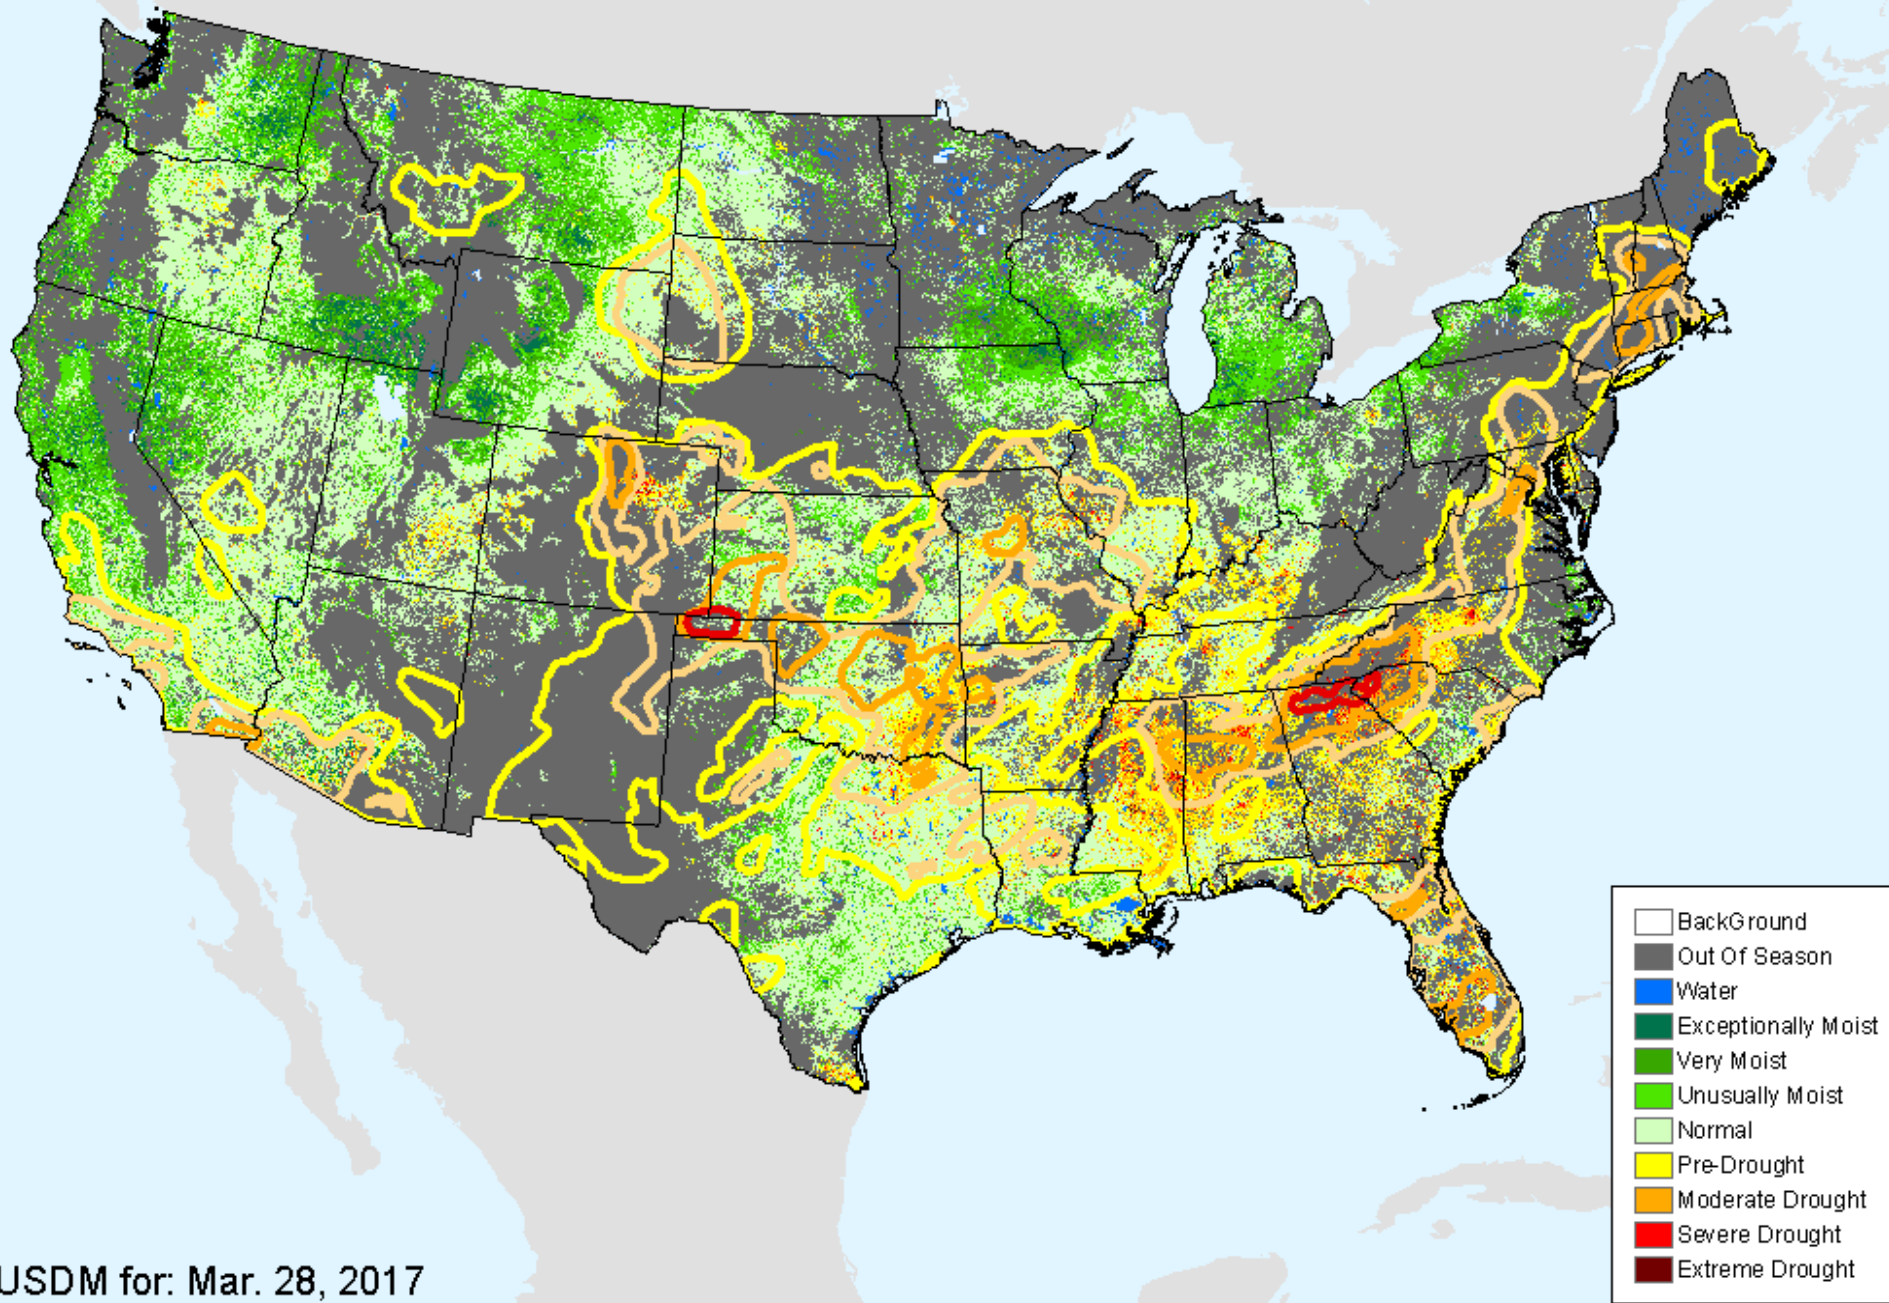 BackGround
Out Of Season
Water
Exceptionally Moist
Very Moist
Unusually Moist
Normal
Pre-Drought
Moderate Drought
Severe Drought
Extreme Drought
USDM for: Mar. 28, 2017